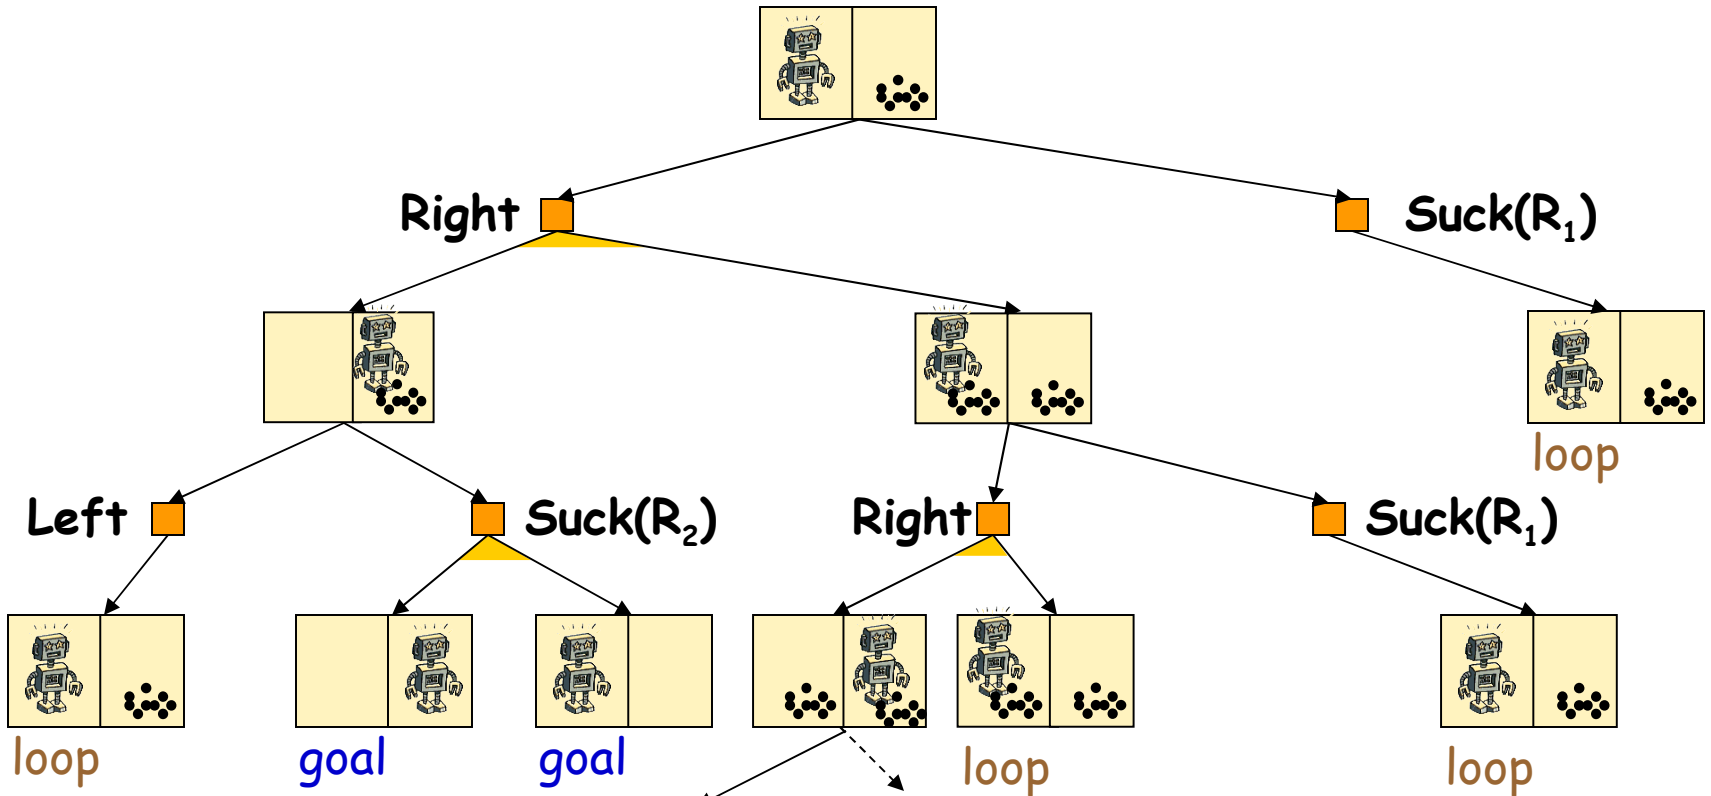 Right
Suck(R₁)
loop
Left
Suck(R₂)
Right
Suck(R₁)
loop
goal
goal
loop
loop